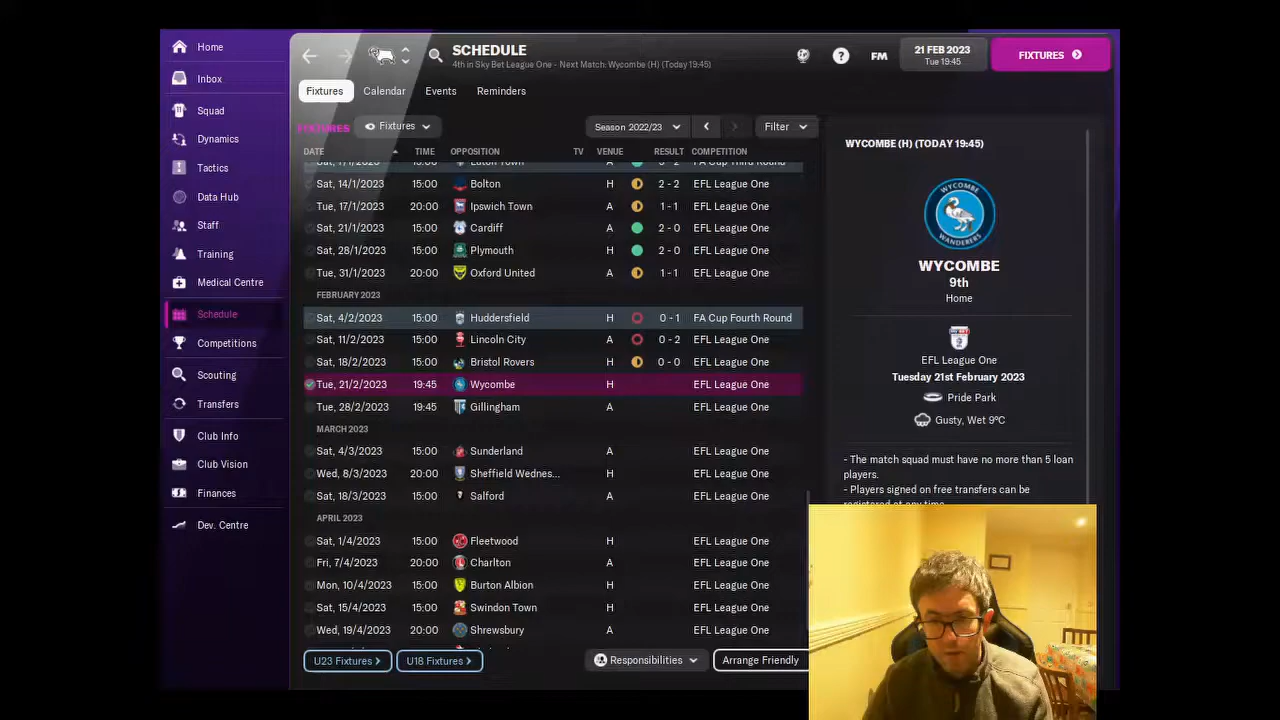 Home
Inbox
Squad
Dynamics
Tactics
Data Hub
Staff
Training
Medical Centre
Schedule
Competitions
Scouting
Transfers
Club Info
Club Vision
Finances
Dev. Centre
SCHEDULE
4th in Sky Bet League One - Next Match: Wycombe (H) (Today 19:45)
FM
21 FEB 2023
Tue 19:45
FIXTURES
Fixtures Calendar Events Reminders
FIXTURES Fixtures Season 2022/23 Filter
DATE TIME OPPOSITION TV VENUE RESULT COMPETITION
FA Cup Third Round
Sat, 14/1/2023 15:00 Bolton H 2 - 2 EFL League One
Tue, 17/1/2023 20:00 Ipswich Town A 1 - 1 EFL League One
Sat, 21/1/2023 15:00 Cardiff A 2 - 0 EFL League One
Sat, 28/1/2023 15:00 Plymouth H 2 - 0 EFL League One
Tue, 31/1/2023 20:00 Oxford United A 1 - 1 EFL League One
FEBRUARY 2023
Sat, 4/2/2023 15:00 Huddersfield H 0 - 1 FA Cup Fourth Round
Sat, 11/2/2023 15:00 Lincoln City A 0 - 2 EFL League One
Sat, 18/2/2023 15:00 Bristol Rovers H 0 - 0 EFL League One
Tue, 21/2/2023 19:45 Wycombe H EFL League One
Tue, 28/2/2023 19:45 Gillingham A EFL League One
MARCH 2023
Sat, 4/3/2023 15:00 Sunderland A EFL League One
Wed, 8/3/2023 20:00 Sheffield Wednes... H EFL League One
Sat, 18/3/2023 15:00 Salford A EFL League One
APRIL 2023
Sat, 1/4/2023 15:00 Fleetwood H EFL League One
Fri, 7/4/2023 20:00 Charlton A EFL League One
Mon, 10/4/2023 15:00 Burton Albion H EFL League One
Sat, 15/4/2023 15:00 Swindon Town H EFL League One
Wed, 19/4/2023 20:00 Shrewsbury A EFL League One
U23 Fixtures > U18 Fixtures > Responsibilities Arrange Friendly
WYCOMBE (H) (TODAY 19:45)
WYCOMBE
WANDERERS
WYCOMBE
9th
Home
EFL League One
Tuesday 21st February 2023
Pride Park
Gusty, Wet 9ºC
- The match squad must have no more than 5 loan
players.
- Players signed on free transfers can be
registered at any time